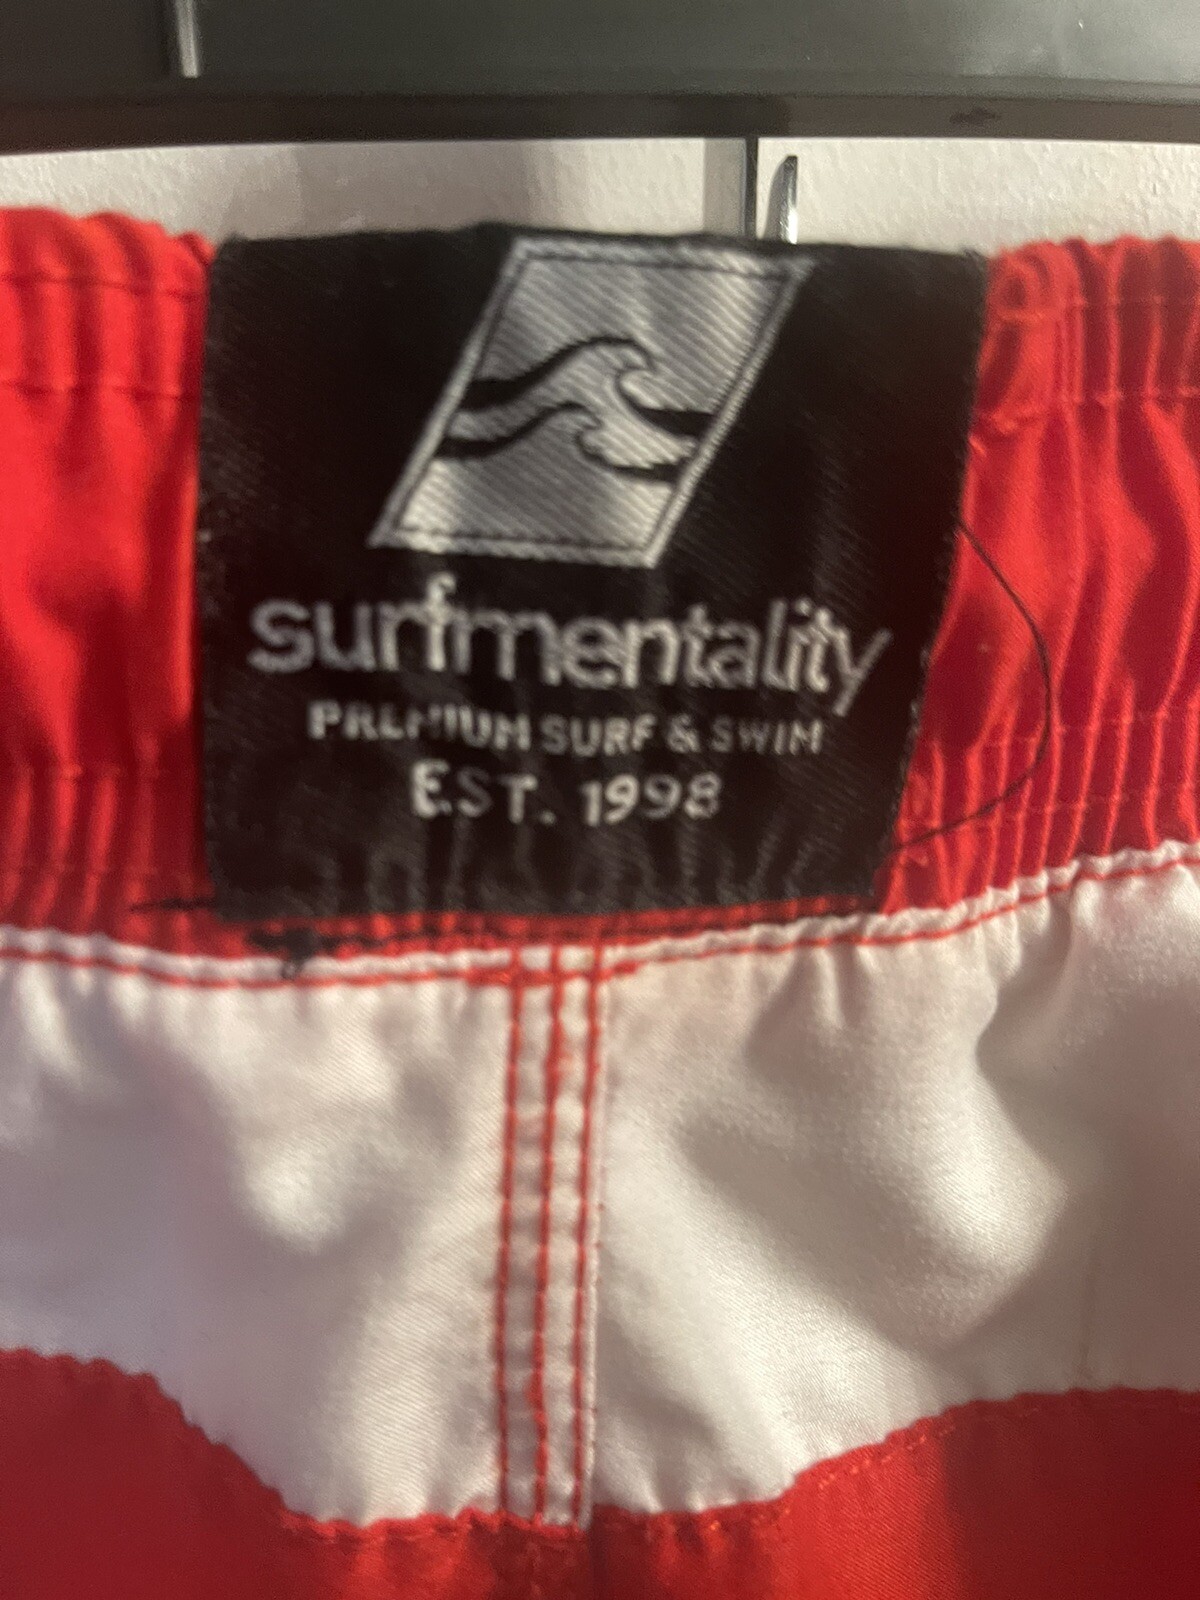 surfmentality
PREMIUM SURF & SWIM
EST. 1998